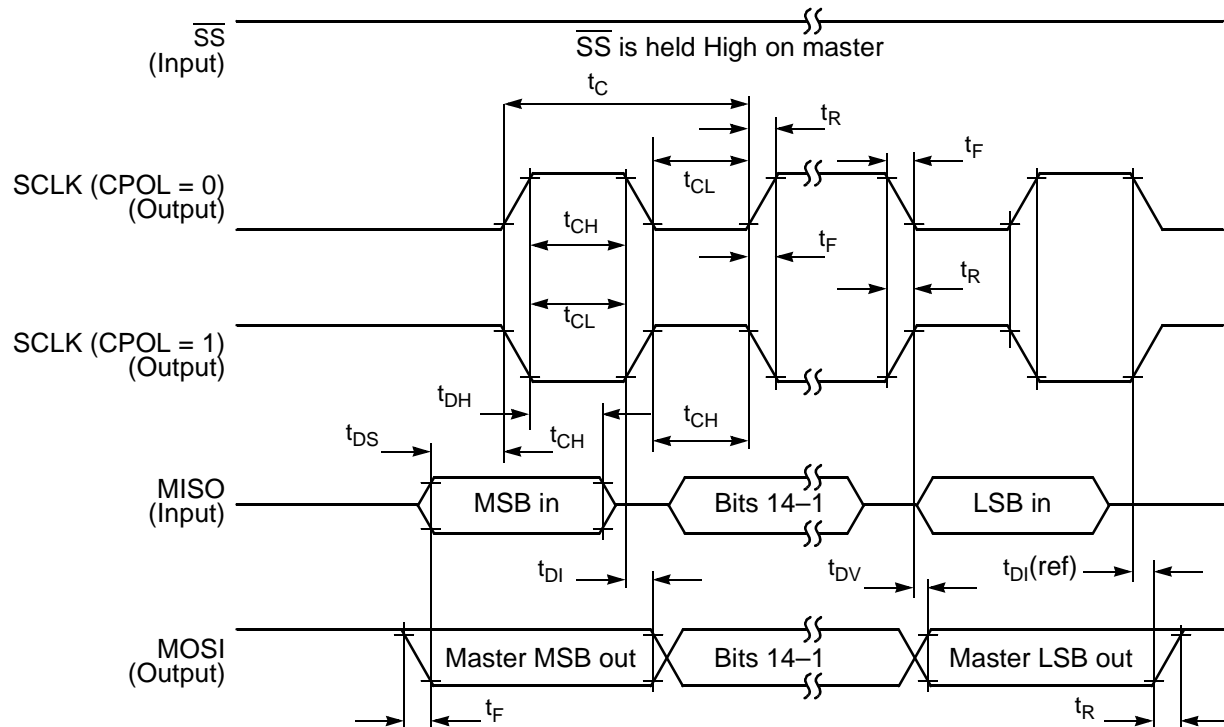 SS
(Input)
SS is held High on master
tC
tR
tF
SCLK (CPOL = 0)
(Output)
tCL
tCH
tF
tR
tCL
SCLK (CPOL = 1)
(Output)
tDH
tCH
tCH
tDS
MISO
(Input)
MSB in
Bits 14–1
LSB in
tDI
tDV
tDI(ref)
MOSI
(Output)
Master MSB out
Bits 14–1
Master LSB out
tF
tR